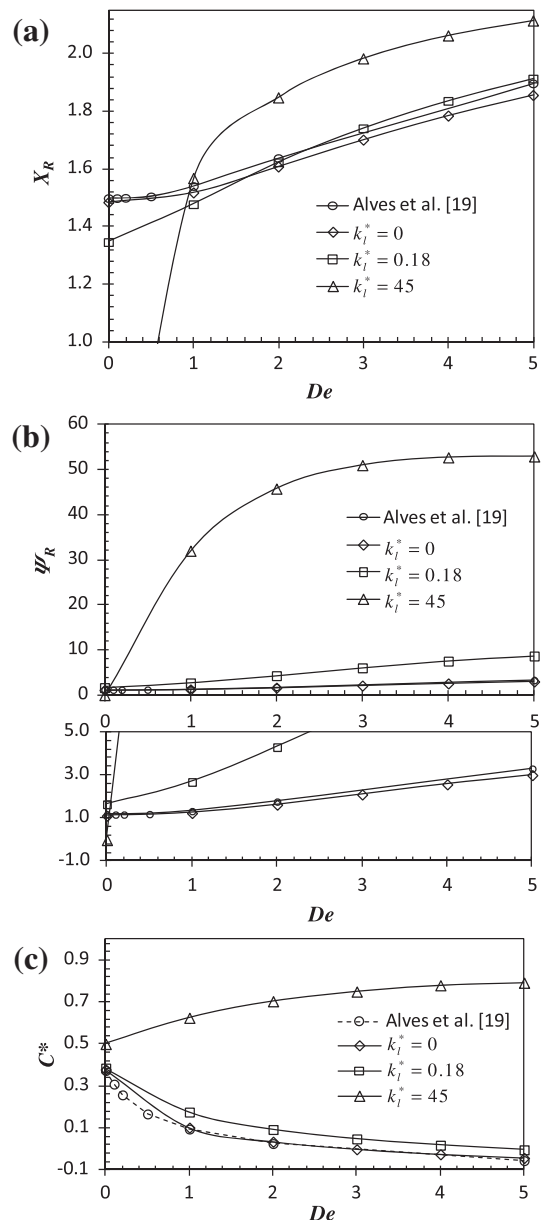 (a)
2.0
1.8
1.6
1.4
1.2
1.0
X_R
Alves et al. [19]
k_l^* = 0
k_l^* = 0.18
k_l^* = 45
0 1 2 3 4 5
De
(b)
60
50
40
30
20
10
0
Ψ_R
Alves et al. [19]
k_l^* = 0
k_l^* = 0.18
k_l^* = 45
0 1 2 3 4 5
5.0
3.0
1.0
-1.0
0 1 2 3 4 5
De
(c)
0.9
0.7
0.5
0.3
0.1
-0.1
C*
Alves et al. [19]
k_l^* = 0
k_l^* = 0.18
k_l^* = 45
0 1 2 3 4 5
De